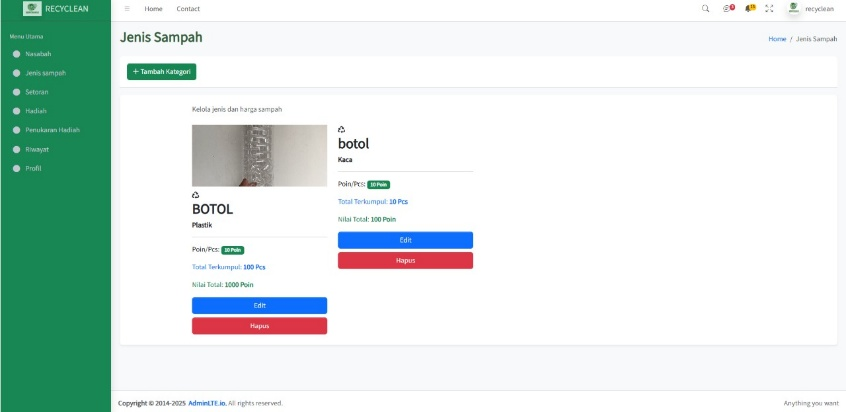 RECYCLEAN
Home Contact
recyclean
Menu Utama
Nasabah
Jenis sampah
Setoran
Hadiah
Penukaran Hadiah
Riwayat
Profil
Jenis Sampah
Home / Jenis Sampah
+ Tambah Kategori
Kelola jenis dan harga sampah
BOTOL
Plastik
Poin/Pcs: 10 Poin
Total Terkumpul: 100 Pcs
Nilai Total: 1000 Poin
Edit
Hapus
botol
Kaca
Poin/Pcs: 10 Poin
Total Terkumpul: 10 Pcs
Nilai Total: 100 Poin
Edit
Hapus
Copyright © 2014-2025 AdminLTE.io. All rights reserved.
Anything you want